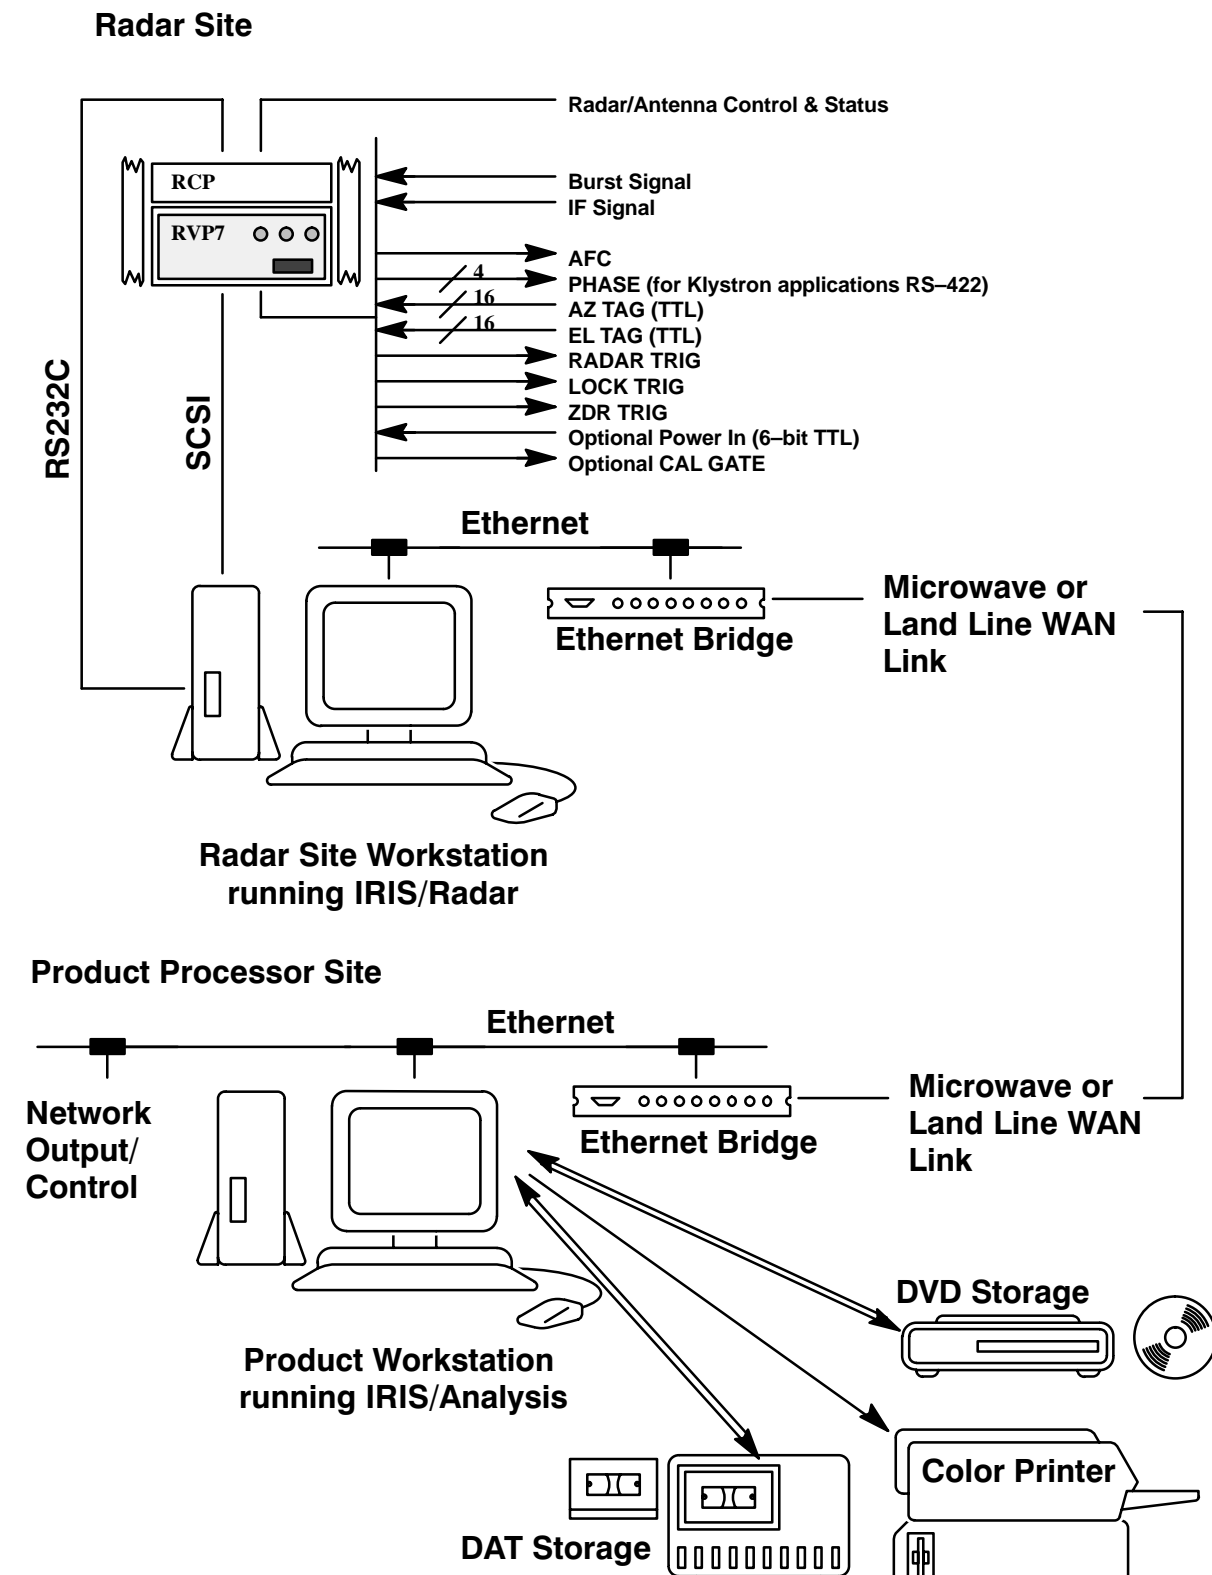 Radar Site
Radar/Antenna Control & Status
RCP
RVP7
Burst Signal
IF Signal
AFC
4
PHASE (for Klystron applications RS–422)
16
AZ TAG (TTL)
16
EL TAG (TTL)
RADAR TRIG
LOCK TRIG
ZDR TRIG
Optional Power In (6–bit TTL)
Optional CAL GATE
RS232C
SCSI
Ethernet
Ethernet Bridge
Microwave or
Land Line WAN
Link
Radar Site Workstation
running IRIS/Radar
Product Processor Site
Ethernet
Network
Output/
Control
Ethernet Bridge
Microwave or
Land Line WAN
Link
Product Workstation
running IRIS/Analysis
DVD Storage
Color Printer
DAT Storage